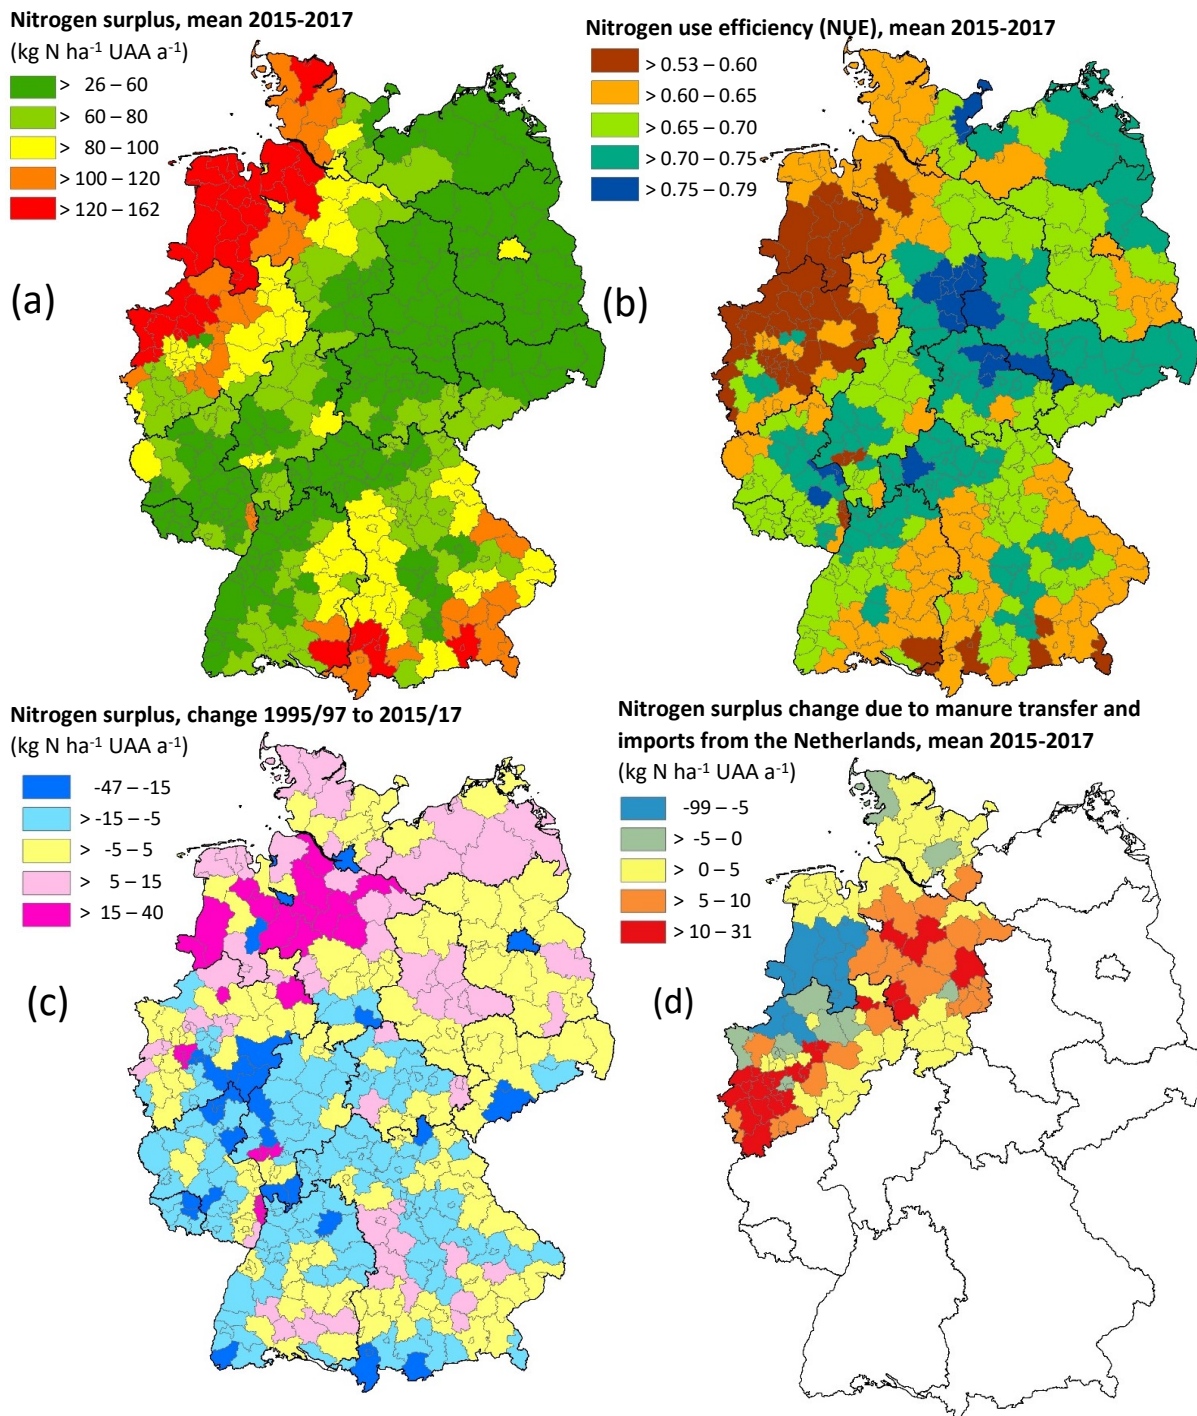 Nitrogen surplus, mean 2015-2017
(kg N ha⁻¹ UAA a⁻¹)
> 26 – 60
> 60 – 80
> 80 – 100
> 100 – 120
> 120 – 162
(a)
Nitrogen use efficiency (NUE), mean 2015-2017
> 0.53 – 0.60
> 0.60 – 0.65
> 0.65 – 0.70
> 0.70 – 0.75
> 0.75 – 0.79
(b)
Nitrogen surplus, change 1995/97 to 2015/17
(kg N ha⁻¹ UAA a⁻¹)
-47 – -15
> -15 – -5
> -5 – 5
> 5 – 15
> 15 – 40
(c)
Nitrogen surplus change due to manure transfer and
imports from the Netherlands, mean 2015-2017
(kg N ha⁻¹ UAA a⁻¹)
-99 – -5
> -5 – 0
> 0 – 5
> 5 – 10
> 10 – 31
(d)